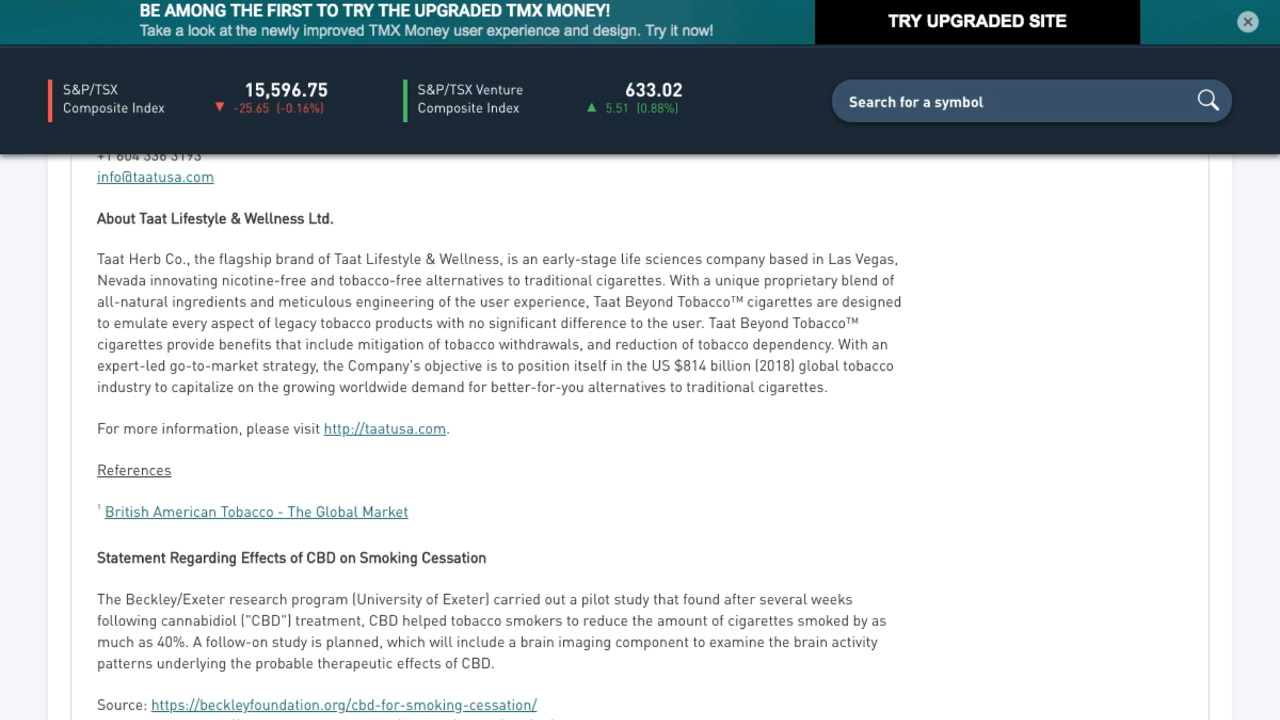 BE AMONG THE FIRST TO TRY THE UPGRADED TMX MONEY!
Take a look at the newly improved TMX Money user experience and design. Try it now!
TRY UPGRADED SITE
S&P/TSX
Composite Index
15,596.75
▼ -25.65 (-0.16%)
S&P/TSX Venture
Composite Index
633.02
▲ 5.51 (0.88%)
Search for a symbol
+1 604 336 3193
info@taatusa.com
About Taat Lifestyle & Wellness Ltd.
Taat Herb Co., the flagship brand of Taat Lifestyle & Wellness, is an early-stage life sciences company based in Las Vegas,
Nevada innovating nicotine-free and tobacco-free alternatives to traditional cigarettes. With a unique proprietary blend of
all-natural ingredients and meticulous engineering of the user experience, Taat Beyond Tobacco™ cigarettes are designed
to emulate every aspect of legacy tobacco products with no significant difference to the user. Taat Beyond Tobacco™
cigarettes provide benefits that include mitigation of tobacco withdrawals, and reduction of tobacco dependency. With an
expert-led go-to-market strategy, the Company's objective is to position itself in the US $814 billion (2018) global tobacco
industry to capitalize on the growing worldwide demand for better-for-you alternatives to traditional cigarettes.
For more information, please visit http://taatusa.com.
References
1 British American Tobacco - The Global Market
Statement Regarding Effects of CBD on Smoking Cessation
The Beckley/Exeter research program (University of Exeter) carried out a pilot study that found after several weeks
following cannabidiol ("CBD") treatment, CBD helped tobacco smokers to reduce the amount of cigarettes smoked by as
much as 40%. A follow-on study is planned, which will include a brain imaging component to examine the brain activity
patterns underlying the probable therapeutic effects of CBD.
Source: https://beckleyfoundation.org/cbd-for-smoking-cessation/